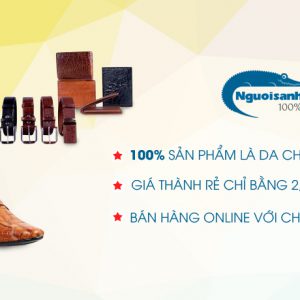 Nguoisanh
100%
100% SẢN PHẨM LÀ DA CH
GIÁ THÀNH RẺ CHỈ BẰNG 2,
BÁN HÀNG ONLINE VỚI CH